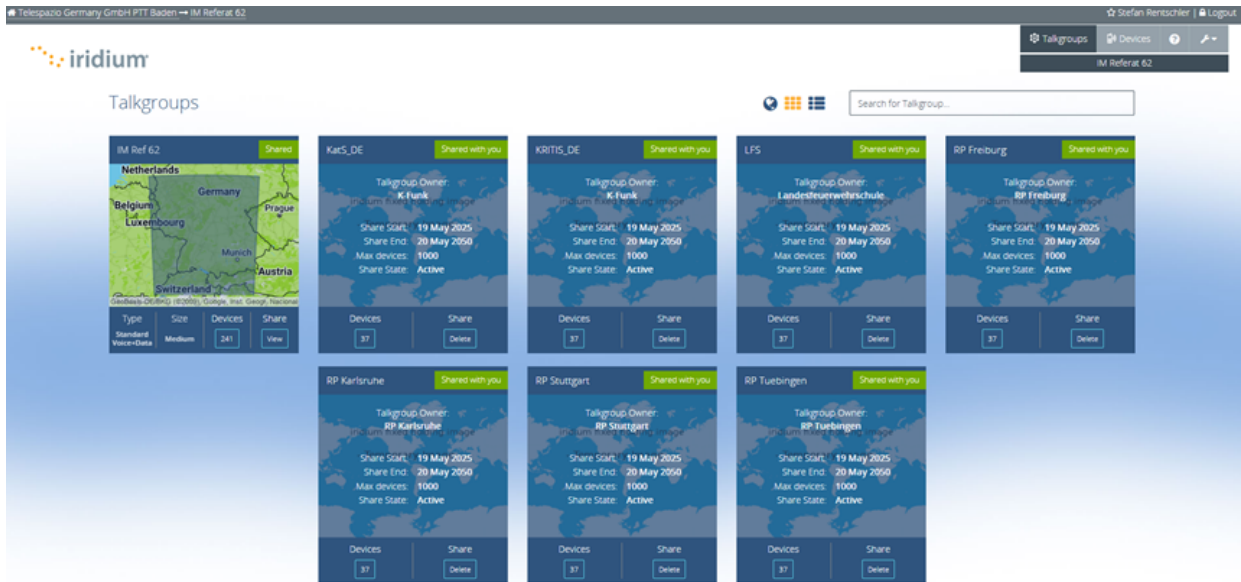 Telespazio Germany GmbH PTT Baden → IM Referat 62
Stefan Rentschler | Logout
iridium
Talkgroups Devices
IM Referat 62
Talkgroups
Search for Talkgroup...
IM Ref 62 Shared
Netherlands
Germany
Belgium
Prague
Luxembourg
Munich
Austria
Switzerland
Type Size Devices Share
Standard Voice+Data Medium 241 View
KatS_DE Shared with you
Talkgroup Owner:
K-Funk
Share Start: 19 May 2025
Share End: 20 May 2050
Max devices: 1000
Share State: Active
Devices Share
37 Delete
KRITIS_DE Shared with you
Talkgroup Owner:
K-Funk
Share Start: 19 May 2025
Share End: 20 May 2050
Max devices: 1000
Share State: Active
Devices Share
37 Delete
LFS Shared with you
Talkgroup Owner:
Landesfeuerwehrschule
Share Start: 19 May 2025
Share End: 20 May 2050
Max devices: 1000
Share State: Active
Devices Share
37 Delete
RP Freiburg Shared with you
Talkgroup Owner:
RP Freiburg
Share Start: 19 May 2025
Share End: 20 May 2050
Max devices: 1000
Share State: Active
Devices Share
37 Delete
RP Karlsruhe Shared with you
Talkgroup Owner:
RP Karlsruhe
Share Start: 19 May 2025
Share End: 20 May 2050
Max devices: 1000
Share State: Active
Devices Share
37 Delete
RP Stuttgart Shared with you
Talkgroup Owner:
RP Stuttgart
Share Start: 19 May 2025
Share End: 20 May 2050
Max devices: 1000
Share State: Active
Devices Share
37 Delete
RP Tuebingen Shared with you
Talkgroup Owner:
RP Tuebingen
Share Start: 19 May 2025
Share End: 20 May 2050
Max devices: 1000
Share State: Active
Devices Share
37 Delete